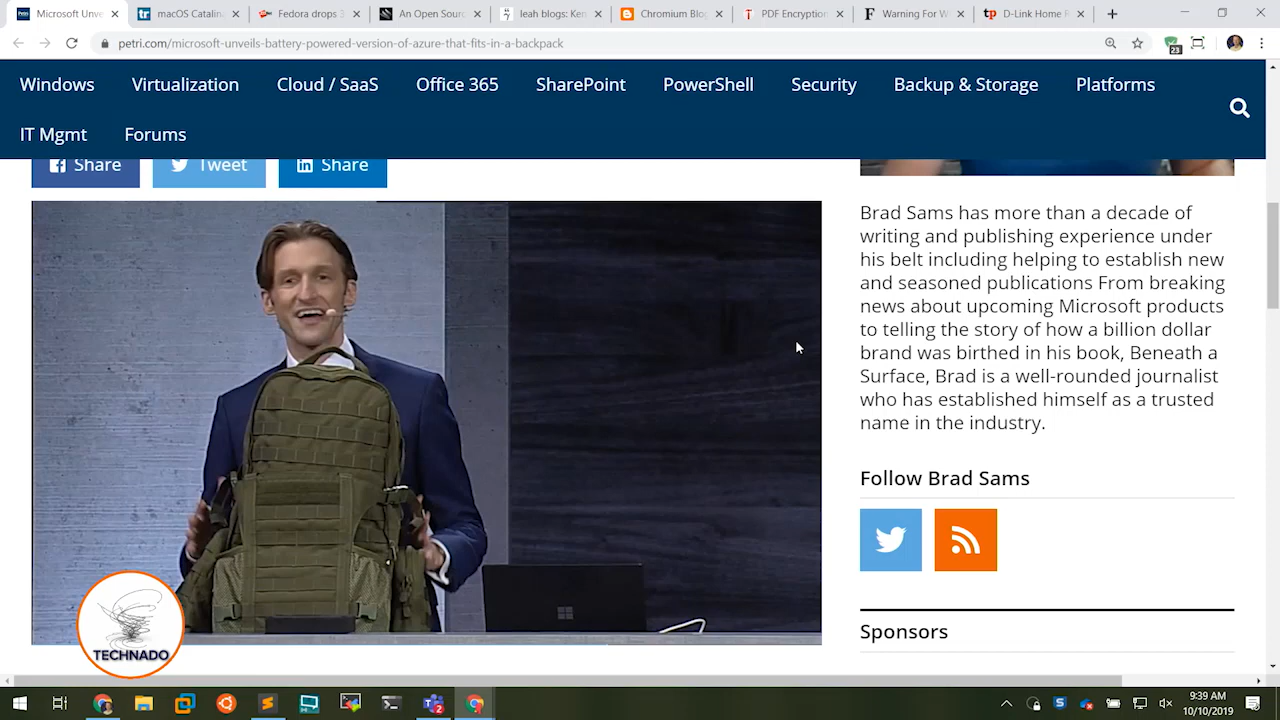 Microsoft Unve
macOS Catalin
Fedora drops 3
An Open Sourc
leah blogs: Ken
Chromium Blog
PDF Encryption
Warning For W
D-Link Home R
petri.com/microsoft-unveils-battery-powered-version-of-azure-that-fits-in-a-backpack
23
Windows
Virtualization
Cloud / SaaS
Office 365
SharePoint
PowerShell
Security
Backup & Storage
Platforms
IT Mgmt
Forums
Share
Tweet
Share
Brad Sams has more than a decade of
writing and publishing experience under
his belt including helping to establish new
and seasoned publications From breaking
news about upcoming Microsoft products
to telling the story of how a billion dollar
brand was birthed in his book, Beneath a
Surface, Brad is a well-rounded journalist
who has established himself as a trusted
name in the industry.
Follow Brad Sams
Sponsors
TECHNADO
9:39 AM
10/10/2019